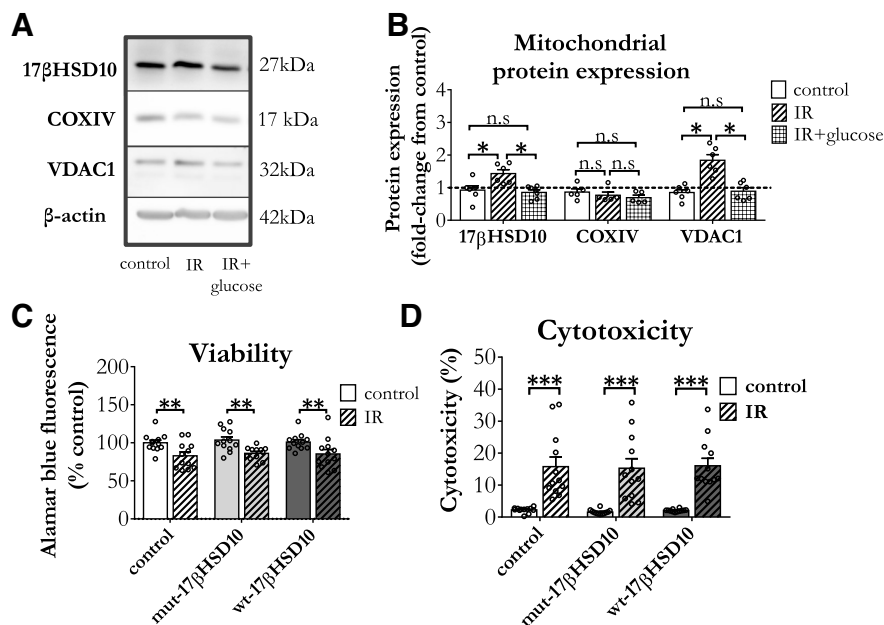 A
17βHSD10
27kDa
COXIV
17 kDa
VDAC1
32kDa
β-actin
42kDa
control
IR
IR+
glucose
B
Mitochondrial
protein expression
Protein expression
(fold-change from control)
4
3
2
1
0
n.s
*
*
n.s
n.s
n.s
n.s
*
*
17βHSD10
COXIV
VDAC1
control
IR
IR+glucose
C
Viability
Alamar blue fluorescence
(% control)
200
150
100
50
0
**
**
**
control
mut-17βHSD10
wt-17βHSD10
control
IR
D
Cytotoxicity
Cytotoxicity (%)
50
40
30
20
10
0
***
***
***
control
mut-17βHSD10
wt-17βHSD10
control
IR